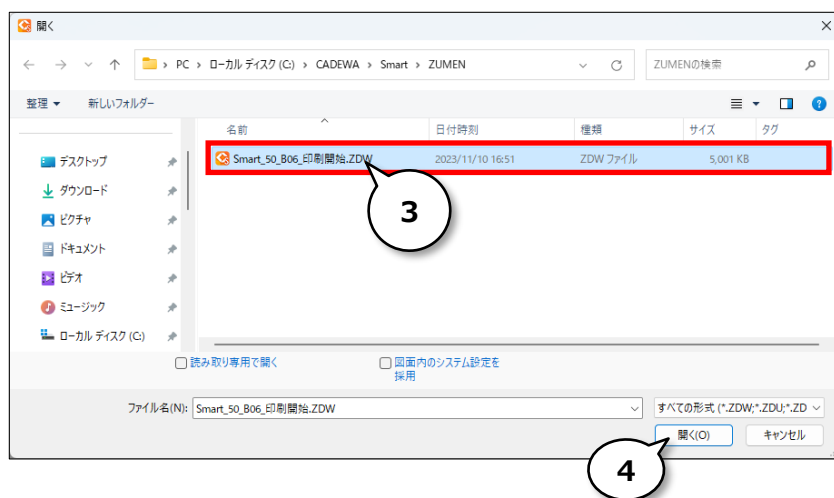 開く
PC › ローカル ディスク (C:) › CADEWA › Smart › ZUMEN
ZUMENの検索
整理 新しいフォルダー
名前 日付時刻 種類 サイズ タグ
Smart_50_B06_印刷開始.ZDW 2023/11/10 16:51 ZDW ファイル 5,001 KB
3
デスクトップ
ダウンロード
ピクチャ
ドキュメント
ビデオ
ミュージック
ローカル ディスク (C:)
読み取り専用で開く
図面内のシステム設定を
採用
ファイル名(N): Smart_50_B06_印刷開始.ZDW
すべての形式 (*.ZDW;*.ZDU;*.ZD
開く(O) キャンセル
4